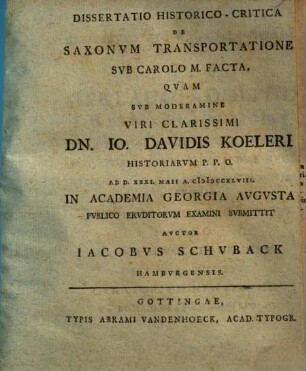 DISSERTATIO HISTORICO-CRITICA
DE
SAXONVM TRANSPORTATIONE
SVB CAROLO M. FACTA,
QVAM
SVB MODERAMINE
VIRI CLARISSIMI
DN. IO. DAVIDIS KOELERI
HISTORIARVM P. P. O.
AD D. XXXI. MAII A. CIↃIↃCCXLVIII.
IN ACADEMIA GEORGIA AVGVSTA
PVBLICO ERVDITORVM EXAMINI SVBMITTIT
AVCTOR
IACOBVS SCHVBACK
HAMBVRGENSIS.
GOTTINGAE,
TYPIS ABRAMI VANDENHOECK, ACAD. TYPOGR.